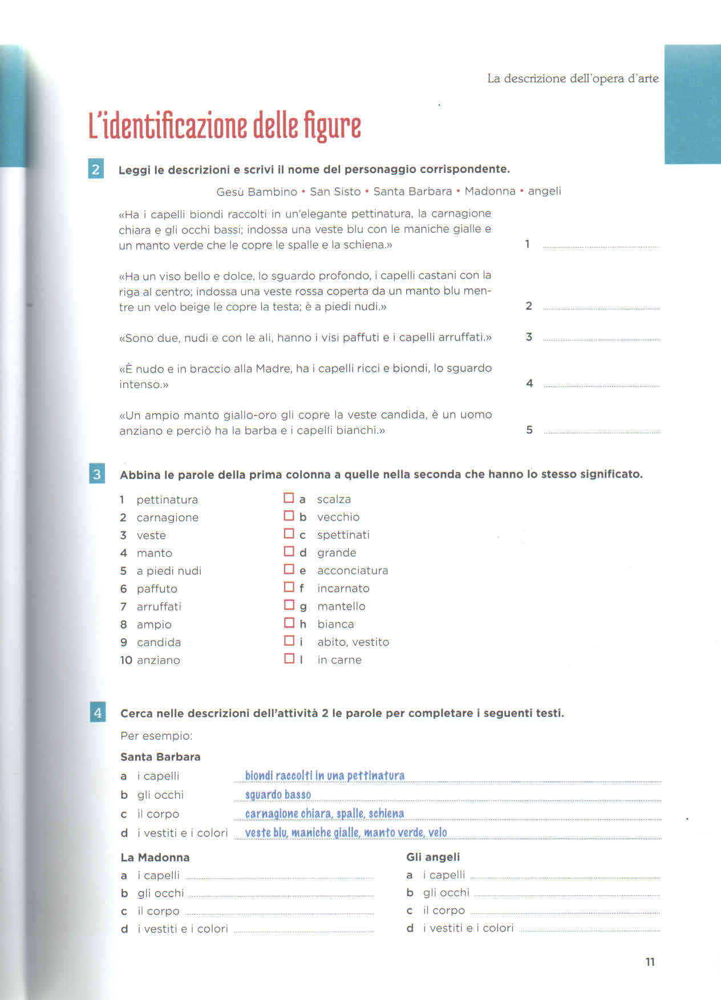 La descrizione dell'opera d'arte
L'identificazione delle figure
2 Leggi le descrizioni e scrivi il nome del personaggio corrispondente.
Gesù Bambino • San Sisto • Santa Barbara • Madonna • angeli
«Ha i capelli biondi raccolti in un'elegante pettinatura, la carnagione
chiara e gli occhi bassi; indossa una veste blu con le maniche gialle e
un manto verde che le copre le spalle e la schiena.» 1
«Ha un viso bello e dolce, lo sguardo profondo, i capelli castani con la
riga al centro; indossa una veste rossa coperta da un manto blu men-
tre un velo beige le copre la testa; è a piedi nudi.» 2
«Sono due, nudi e con le ali, hanno i visi paffuti e i capelli arruffati.» 3
«È nudo e in braccio alla Madre, ha i capelli ricci e biondi, lo sguardo
intenso.» 4
«Un ampio manto giallo-oro gli copre la veste candida, è un uomo
anziano e perciò ha la barba e i capelli bianchi.» 5
3 Abbina le parole della prima colonna a quelle nella seconda che hanno lo stesso significato.
1 pettinatura □ a scalza
2 carnagione □ b vecchio
3 veste □ c spettinati
4 manto □ d grande
5 a piedi nudi □ e acconciatura
6 paffuto □ f incarnato
7 arruffati □ g mantello
8 ampio □ h bianca
9 candida □ i abito, vestito
10 anziano □ l in carne
4 Cerca nelle descrizioni dell'attività 2 le parole per completare i seguenti testi.
Per esempio:
Santa Barbara
a i capelli biondi raccolti in una pettinatura
b gli occhi sguardo basso
c il corpo carnagione chiara, spalle, schiena
d i vestiti e i colori veste blu, maniche gialle, manto verde, velo
La Madonna
a i capelli
b gli occhi
c il corpo
d i vestiti e i colori
Gli angeli
a i capelli
b gli occhi
c il corpo
d i vestiti e i colori
11